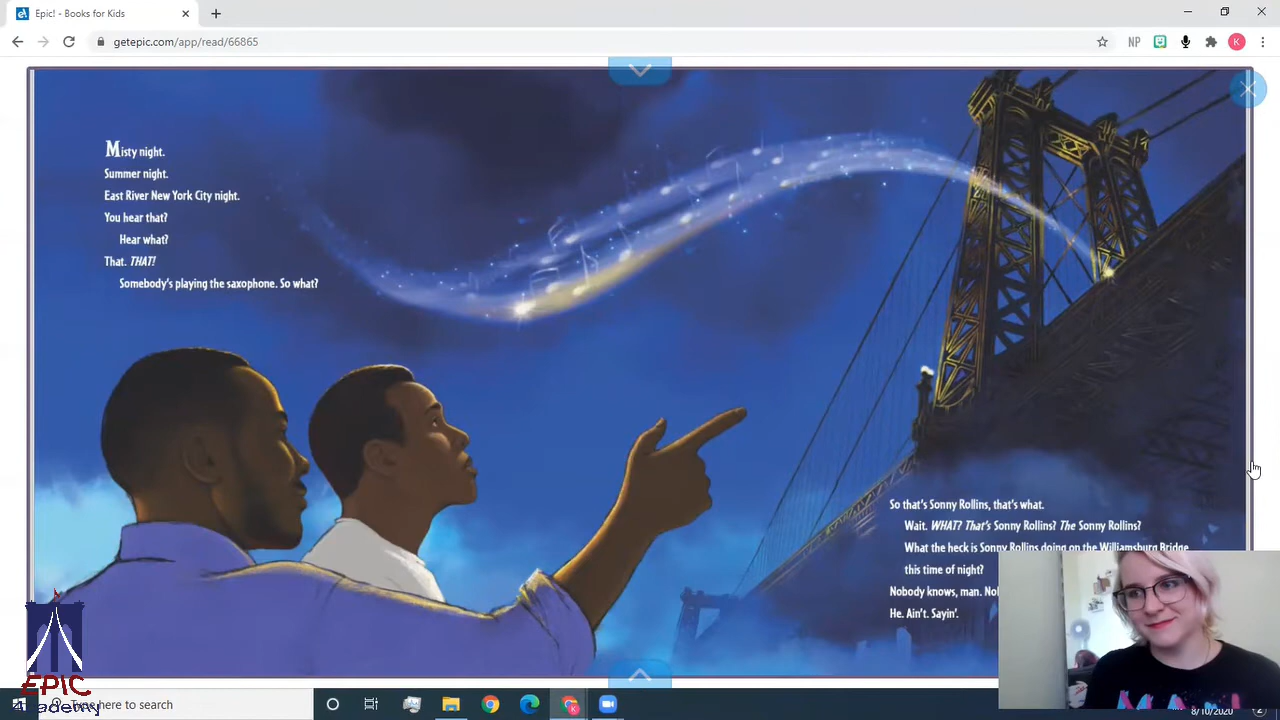 Epic! - Books for Kids
getepic.com/app/read/66865
NP
K
Misty night.
Summer night.
East River New York City night.
You hear that?
Hear what?
That. THAT!
Somebody's playing the saxophone. So what?
So that's Sonny Rollins, that's what.
Wait. WHAT? That's Sonny Rollins? The Sonny Rollins?
What the heck is Sonny Rollins doing on the Williamsburg Bridge
this time of night?
Nobody knows, man.
He. Ain't. Sayin'.
EPIC
Academy
Type here to search
8/10/2020